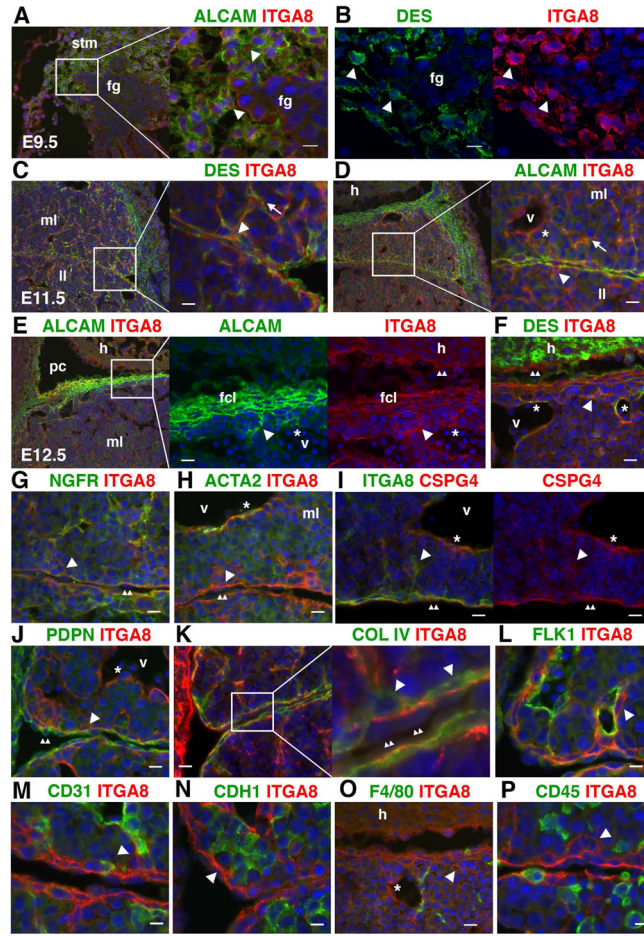 A
ALCAM ITGA8
stm
fg
fg
E9.5
B
DES
ITGA8
fg
C
DES ITGA8
ml
ll
E11.5
D
ALCAM ITGA8
h
v
*
ml
ll
E
ALCAM ITGA8
h
pc
ml
E12.5
ALCAM
fcl
*
v
ITGA8
h
fcl
*
F
DES ITGA8
h
*
v
*
G
NGFR ITGA8
H
ACTA2 ITGA8
v
*
ml
I
ITGA8 CSPG4
v
*
CSPG4
*
J
PDPN ITGA8
*
v
K
COL IV ITGA8
L
FLK1 ITGA8
M
CD31 ITGA8
N
CDH1 ITGA8
O
F4/80 ITGA8
h
*
P
CD45 ITGA8